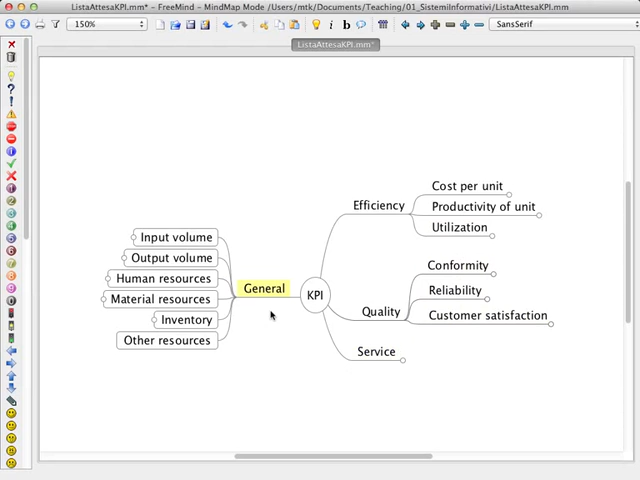 ListaAttesaKPI.mm* - FreeMind - MindMap Mode /Users/mtk/Documents/Teaching/01_SistemiInformativi/ListaAttesaKPI.mm
150%
SansSerif
ListaAttesaKPI.mm*
Input volume
Output volume
Human resources
Material resources
Inventory
Other resources
General
KPI
Efficiency
Cost per unit
Productivity of unit
Utilization
Quality
Conformity
Reliability
Customer satisfaction
Service